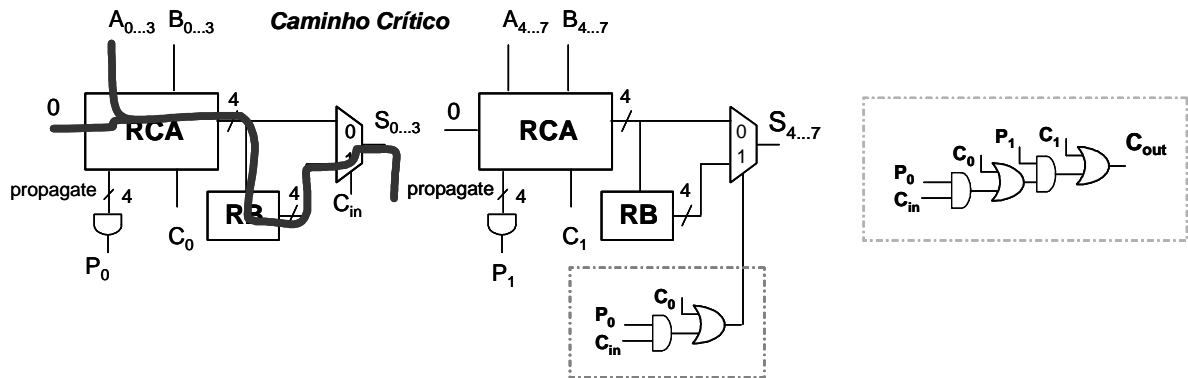 A0...3 B0...3 Caminho Crítico A4...7 B4...7
0 RCA 4 0 1 S0...3
0 RCA 4 0 1 S4...7
propagate 4 C0 RB 4 Cin
propagate 4 C1 RB 4
P0
P1
P0 Cin C0
P0 Cin C0 P1 C1 Cout